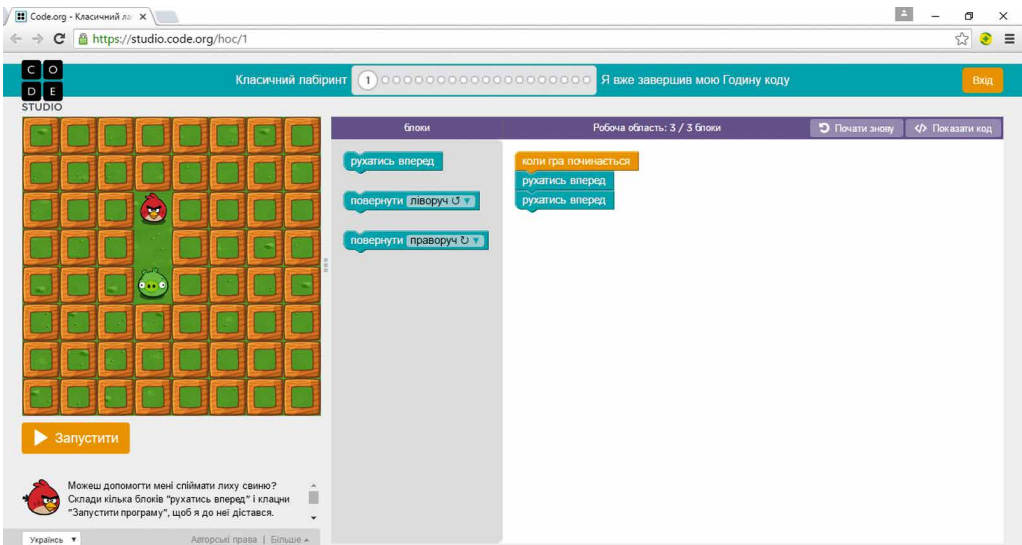 Code.org - Класичний ла
https://studio.code.org/hoc/1
C O
D E
STUDIO
Класичний лабіринт
1
Я вже завершив мою Годину коду
Вхід
блоки
Робоча область: 3 / 3 блоки
Почати знову
Показати код
рухатись вперед
повернути ліворуч
повернути праворуч
коли гра починається
рухатись вперед
рухатись вперед
Запустити
Можеш допомогти мені спіймати лиху свиню?
Склади кілька блоків "рухатись вперед" і клацни
"Запустити програму", щоб я до неї дістався.
Українсь
Авторські права | Більше